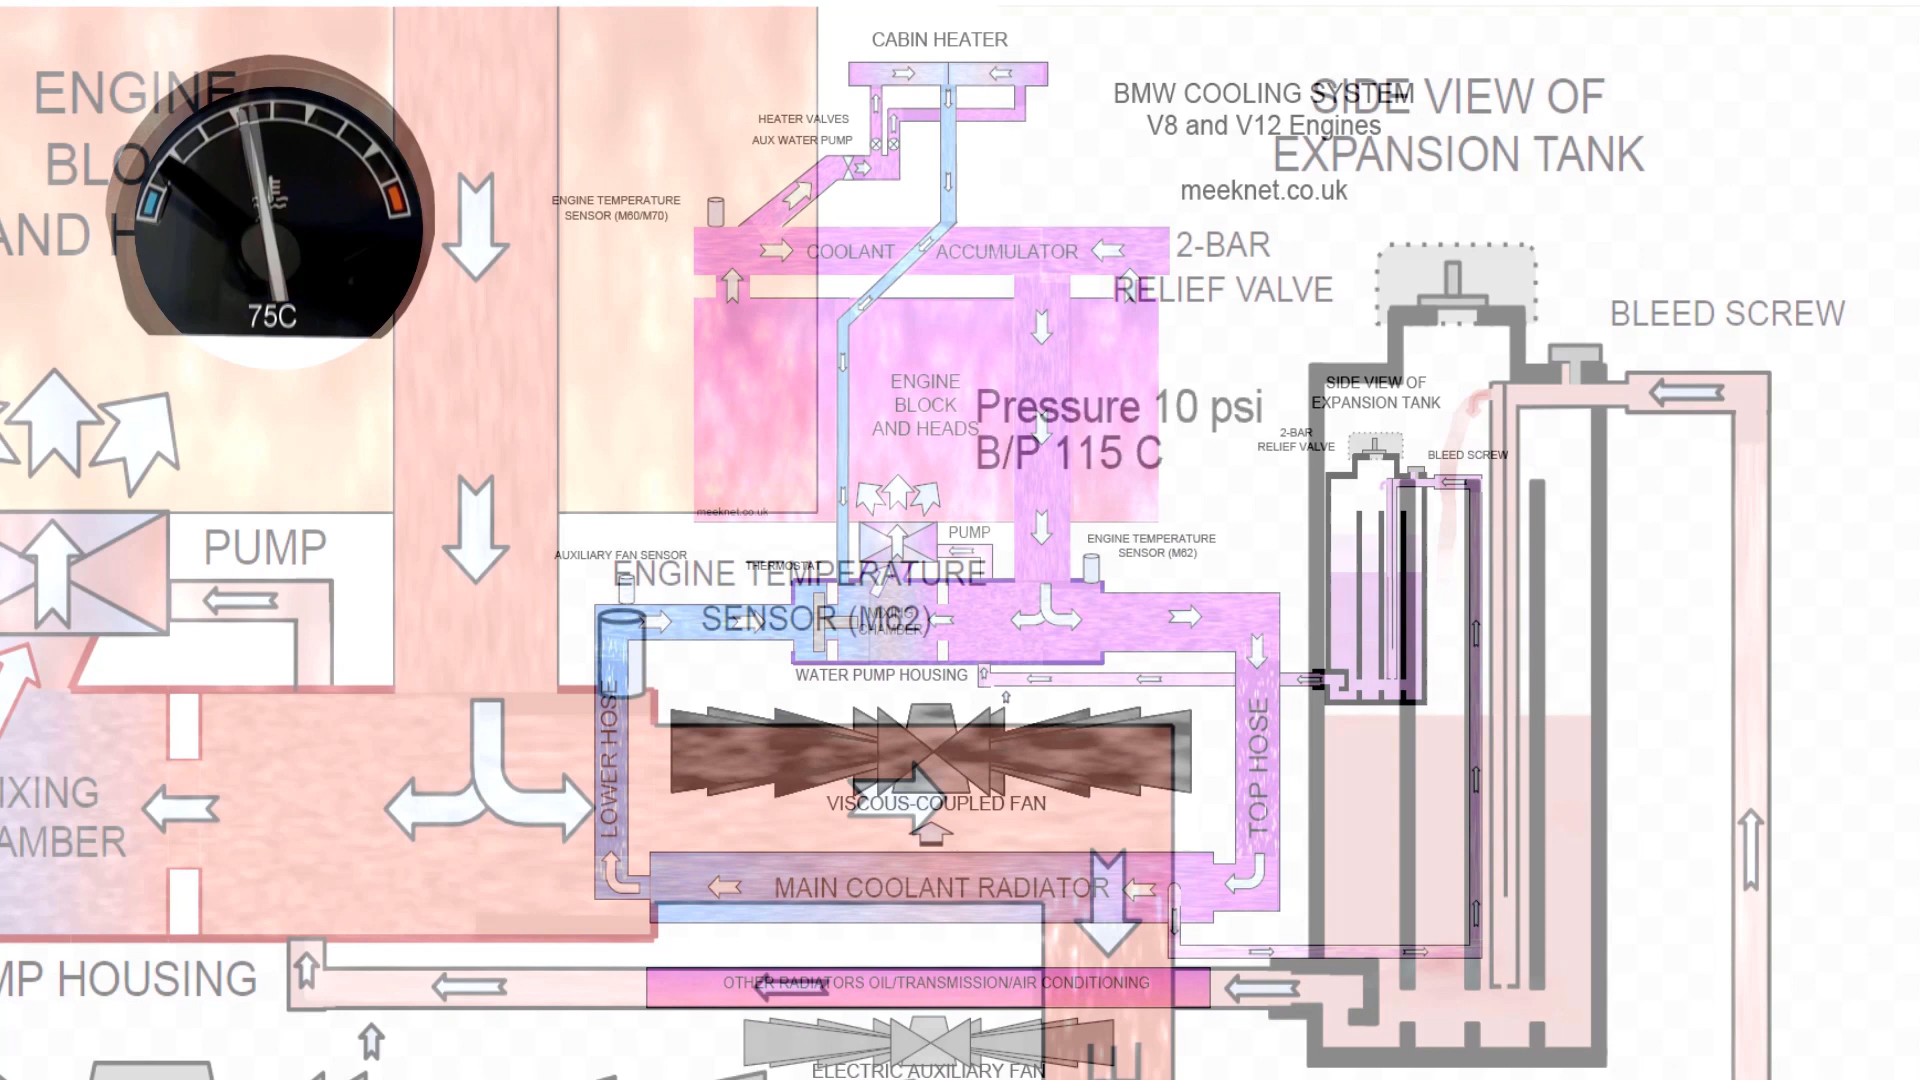 CABIN HEATER
ENGINE
BLO
AND H
75C
HEATER VALVES
AUX WATER PUMP
BMW COOLING SYSTEM
V8 and V12 Engines
meeknet.co.uk
SIDE VIEW OF
EXPANSION TANK
ENGINE TEMPERATURE
SENSOR (M60/M70)
COOLANT ACCUMULATOR
2-BAR
RELIEF VALVE
BLEED SCREW
ENGINE
BLOCK
AND HEADS
Pressure 10 psi
B/P 115 C
SIDE VIEW OF
EXPANSION TANK
2-BAR
RELIEF VALVE
BLEED SCREW
meeknet.co.uk
PUMP
PUMP
ENGINE TEMPERATURE
SENSOR (M62)
AUXILIARY FAN SENSOR
THERMOSTAT
ENGINE TEMPERATURE
SENSOR (M62)
MIXING
CHAMBER
WATER PUMP HOUSING
LOWER HOSE
TOP HOSE
IXING
AMBER
VISCOUS-COUPLED FAN
MAIN COOLANT RADIATOR
MP HOUSING
OTHER RADIATORS OIL/TRANSMISSION/AIR CONDITIONING
ELECTRIC AUXILIARY FAN